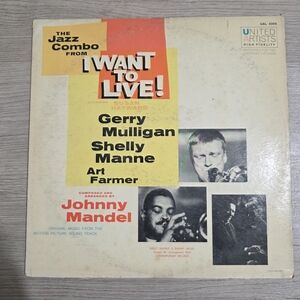 UAL 4006
THE
Jazz
Combo
FROM
I WANT
TO
LIVE!
SUSAN
HAYWARD
UNITED
ARTISTS
HIGH FIDELITY
Gerry
Mulligan
Shelly
Manne
Art
Farmer
COMPOSED AND
ARRANGED BY
Johnny
Mandel
ORIGINAL MUSIC FROM THE
MOTION PICTURE SOUND TRACK